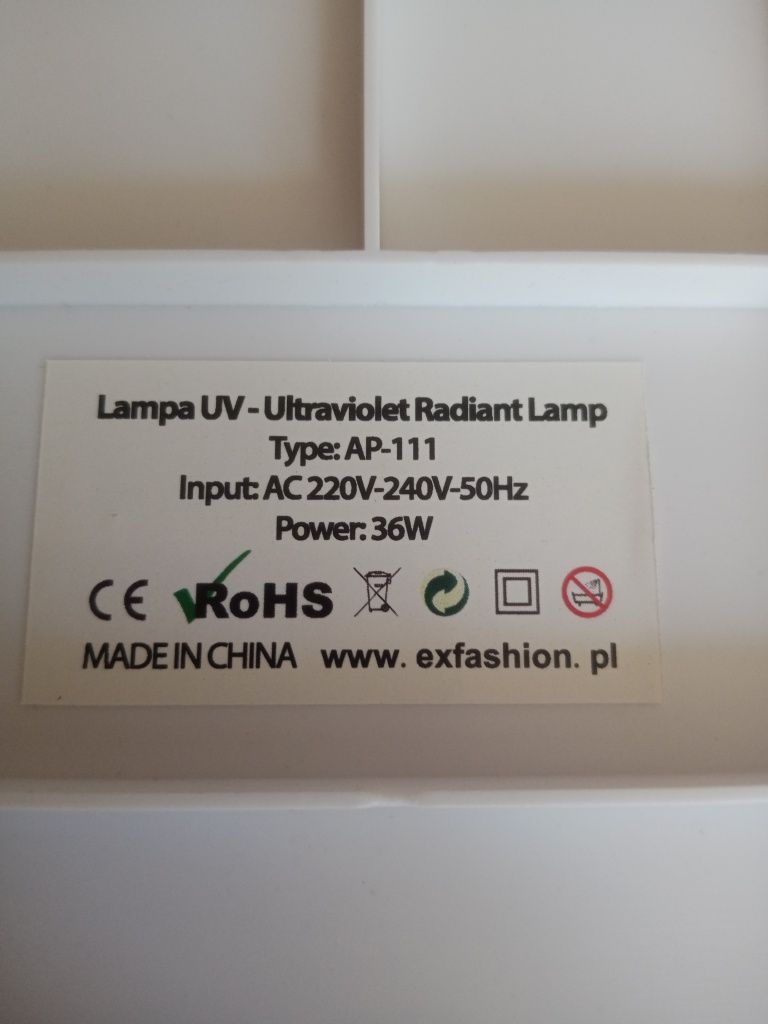 Lampa UV - Ultraviolet Radiant Lamp
Type: AP-111
Input: AC 220V-240V-50Hz
Power: 36W
CE RoHS
MADE IN CHINA www. exfashion. pl